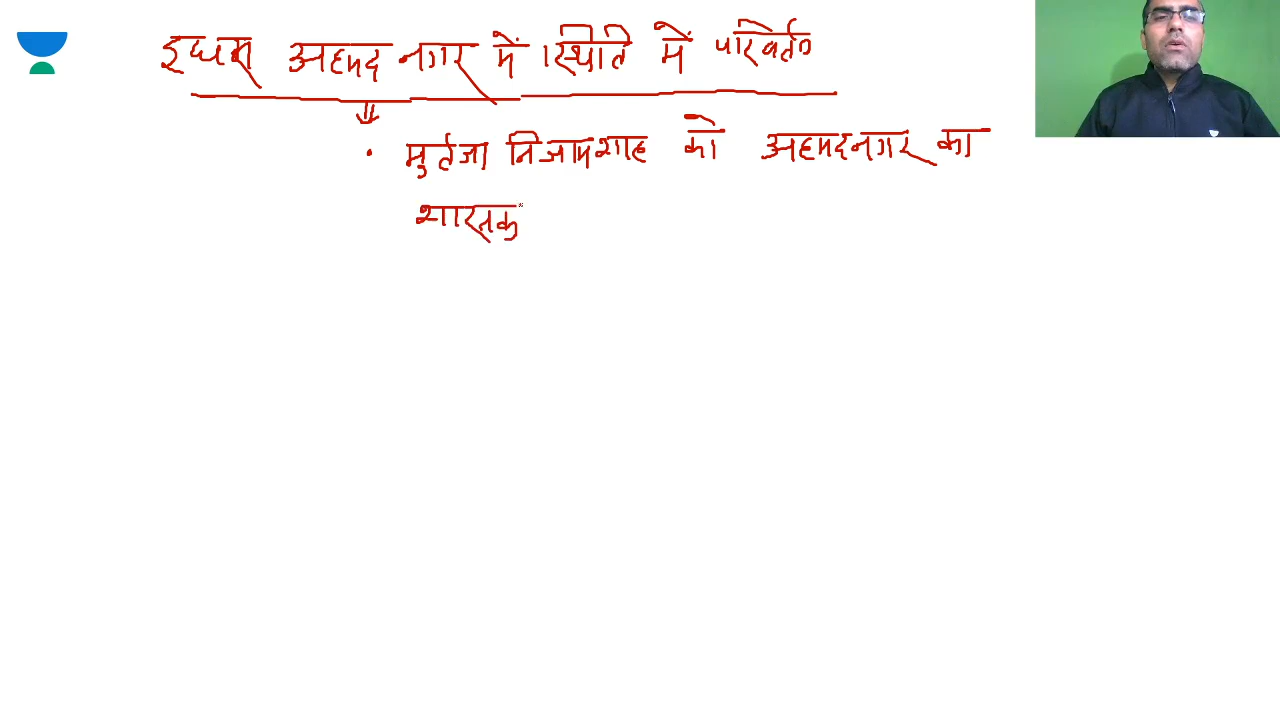 इधर अहमदनगर में स्थिति में परिवर्तन
मुर्तजा निजामशाह को अहमदनगर का
शासक